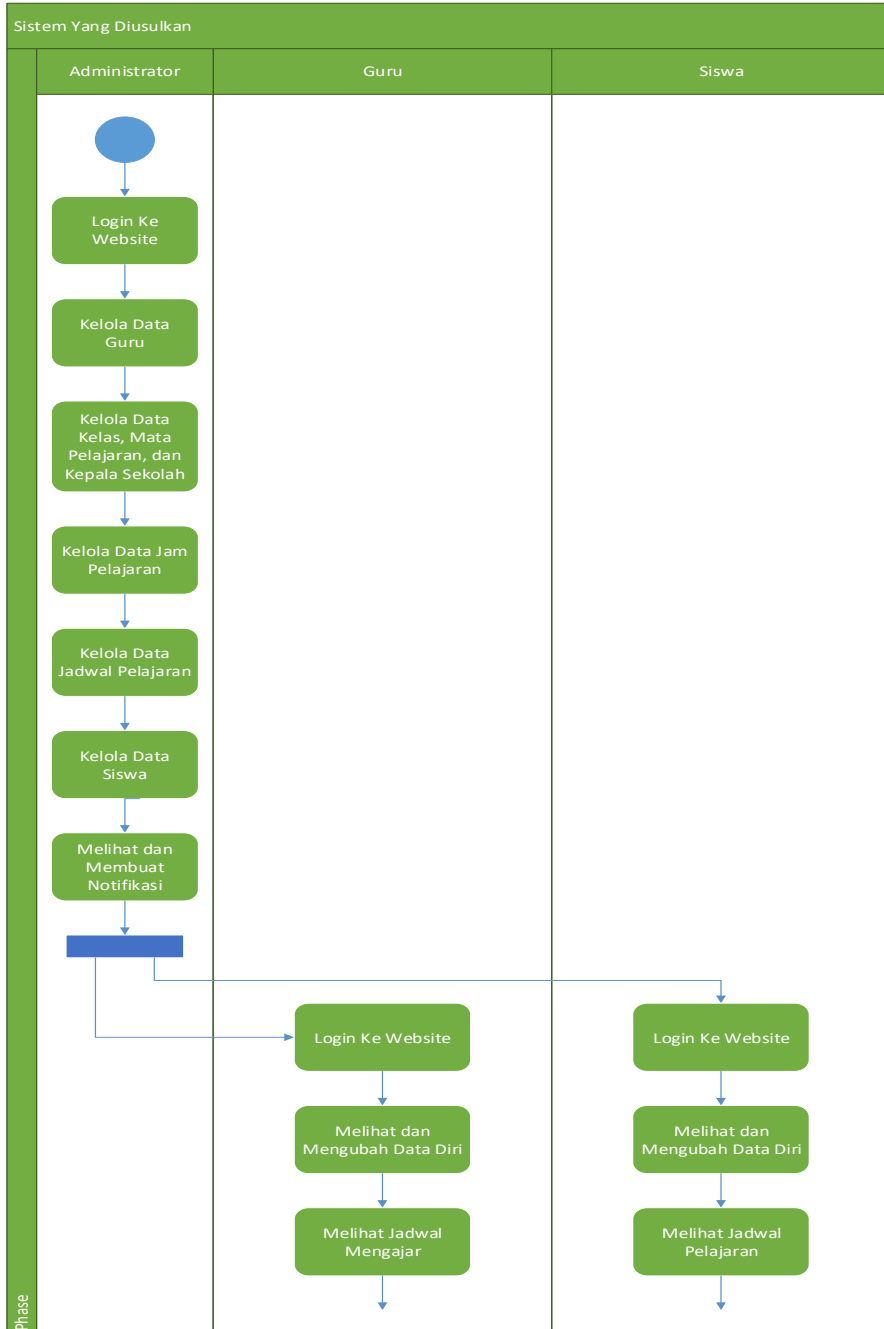 Sistem Yang Diusulkan
Administrator
Guru
Siswa
Login Ke
Website
Kelola Data
Guru
Kelola Data
Kelas, Mata
Pelajaran, dan
Kepala Sekolah
Kelola Data Jam
Pelajaran
Kelola Data
Jadwal Pelajaran
Kelola Data
Siswa
Melihat dan
Membuat
Notifikasi
Login Ke Website
Login Ke Website
Melihat dan
Mengubah Data Diri
Melihat dan
Mengubah Data Diri
Melihat Jadwal
Mengajar
Melihat Jadwal
Pelajaran
Phase